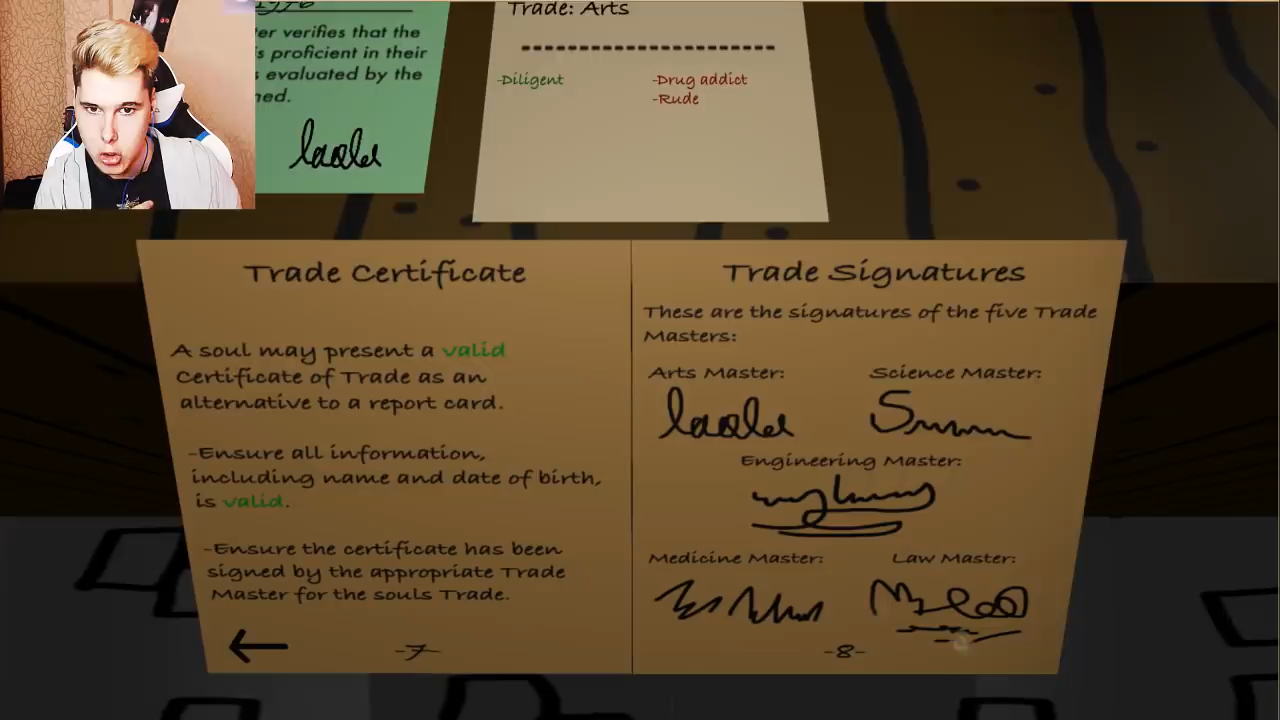 Trade: Arts
ter verifies that the
is proficient in their
s evaluated by the
ned.
-Diligent
-Drug addict
-Rude
Trade Certificate
A soul may present a valid
Certificate of Trade as an
alternative to a report card.
-Ensure all information,
including name and date of birth,
is valid.
-Ensure the certificate has been
signed by the appropriate Trade
Master for the souls Trade.
-7-
Trade Signatures
These are the signatures of the five Trade
Masters:
Arts Master:
Science Master:
Engineering Master:
Medicine Master:
Law Master:
-8-